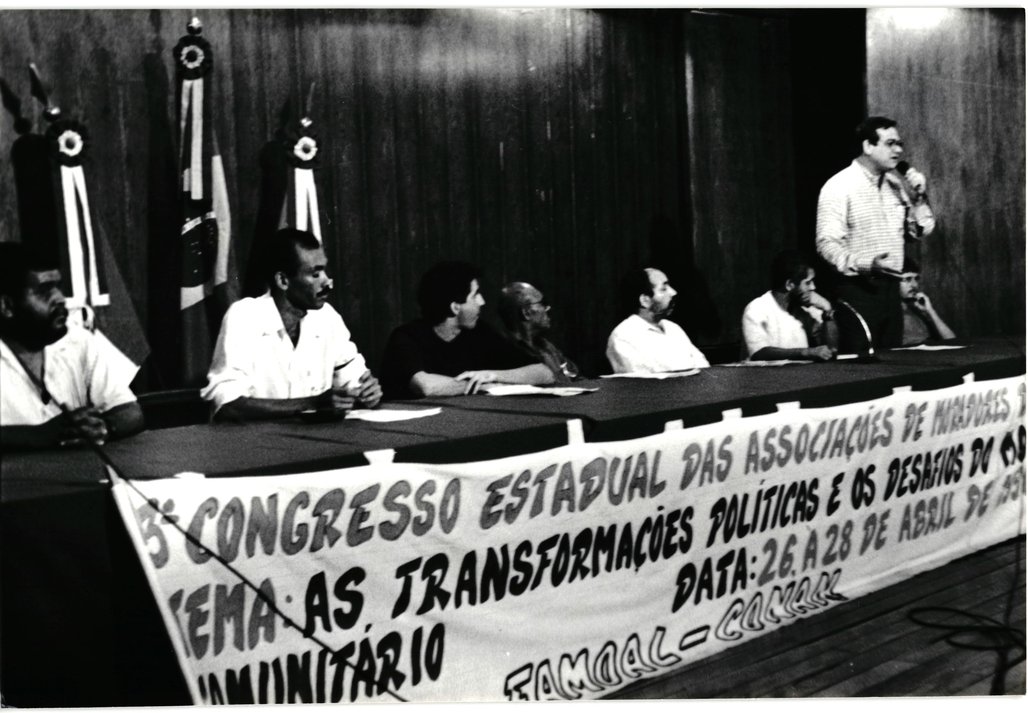 3º CONGRESSO ESTADUAL DAS ASSOCIAÇÕES DE MORADORES
TEMA: AS TRANSFORMAÇÕES POLÍTICAS E OS DESAFIOS DO
COMUNITÁRIO DATA: 26 A 28 DE ABRIL DE
FAMOAL - CONAM